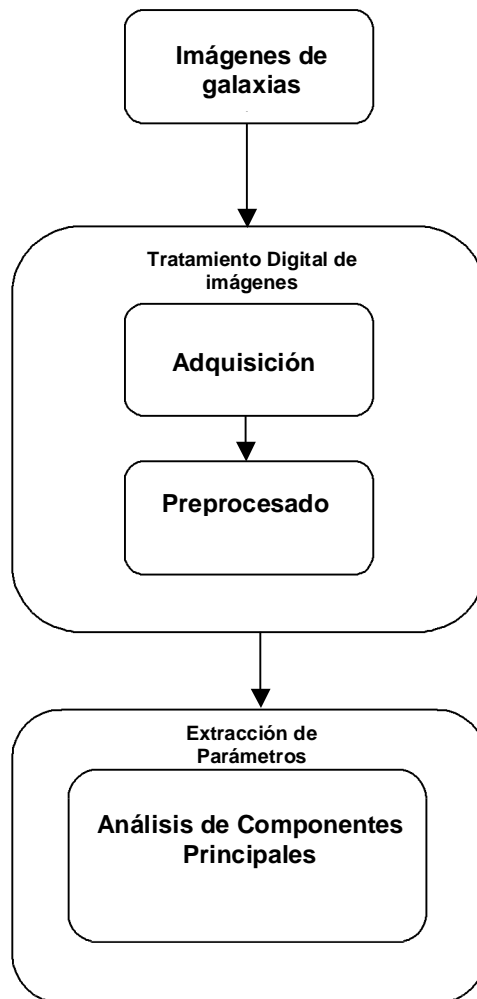 Imágenes de
galaxias
Tratamiento Digital de
imágenes
Adquisición
Preprocesado
Extracción de
Parámetros
Análisis de Componentes
Principales